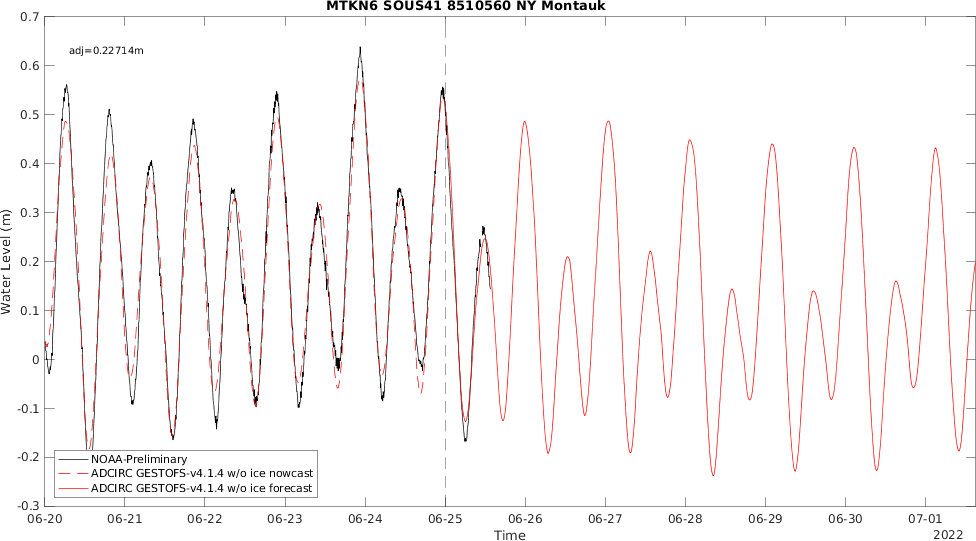 MTKN6 SOUS41 8510560 NY Montauk
adj=0.22714m
0.7
0.6
0.5
0.4
0.3
0.2
0.1
0
-0.1
-0.2
-0.3
Water Level (m)
NOAA-Preliminary
ADCIRC GESTOFS-v4.1.4 w/o ice nowcast
ADCIRC GESTOFS-v4.1.4 w/o ice forecast
06-20 06-21 06-22 06-23 06-24 06-25 06-26 06-27 06-28 06-29 06-30 07-01
Time
2022